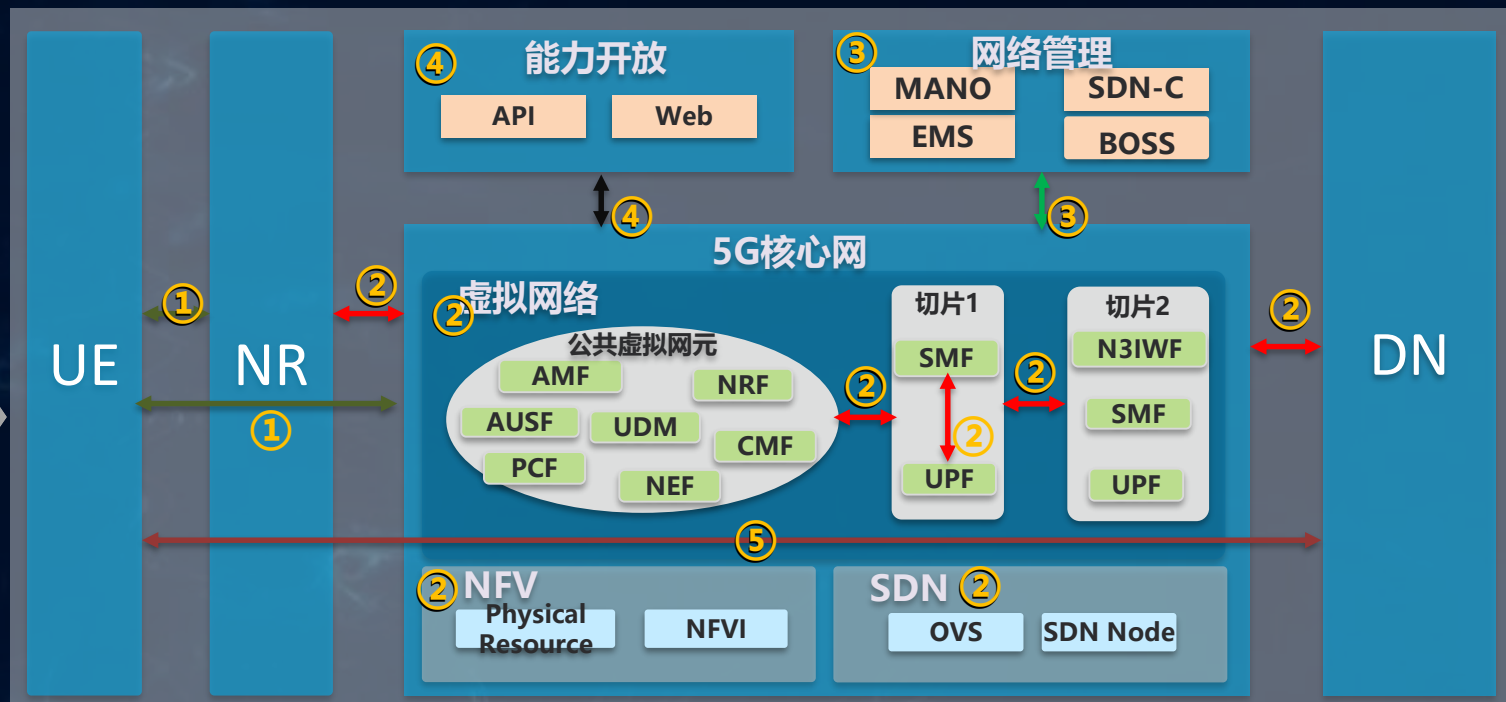 ④
能力开放
API
Web
③
网络管理
MANO
SDN-C
EMS
BOSS
④
③
UE
①
NR
①
②
5G核心网
②
虚拟网络
公共虚拟网元
AMF
NRF
AUSF
UDM
CMF
PCF
NEF
②
切片1
SMF
②
UPF
②
切片2
N3IWF
SMF
UPF
②
DN
⑤
②
NFV
Physical
Resource
NFVI
SDN
②
OVS
SDN Node